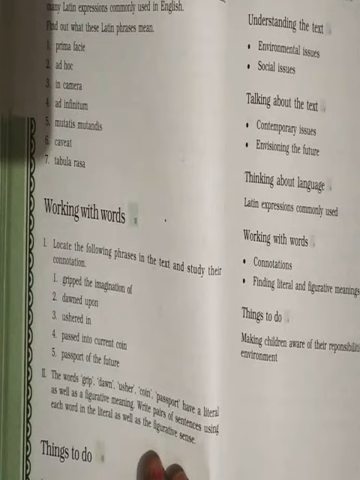 many Latin expressions commonly used in English.
Find out what these Latin phrases mean.
1. prima facie
2. ad hoc
3. in camera
4. ad infinitum
5. mutatis mutandis
6. caveat
7. tabula rasa
Working with words
I. Locate the following phrases in the text and study their
connotation.
1. gripped the imagination of
2. dawned upon
3. ushered in
4. passed into current coin
5. passport of the future
II. The words 'grip', 'dawn', 'usher', 'coin', 'passport' have a literal
as well as a figurative meaning. Write pairs of sentences using
each word in the literal as well as the figurative sense.
Things to do
Understanding the text
• Environmental issues
• Social issues
Talking about the text
• Contemporary issues
• Envisioning the future
Thinking about language
Latin expressions commonly used
Working with words
• Connotations
• Finding literal and figurative meanings
Things to do
Making children aware of their reponsibiliti
environment